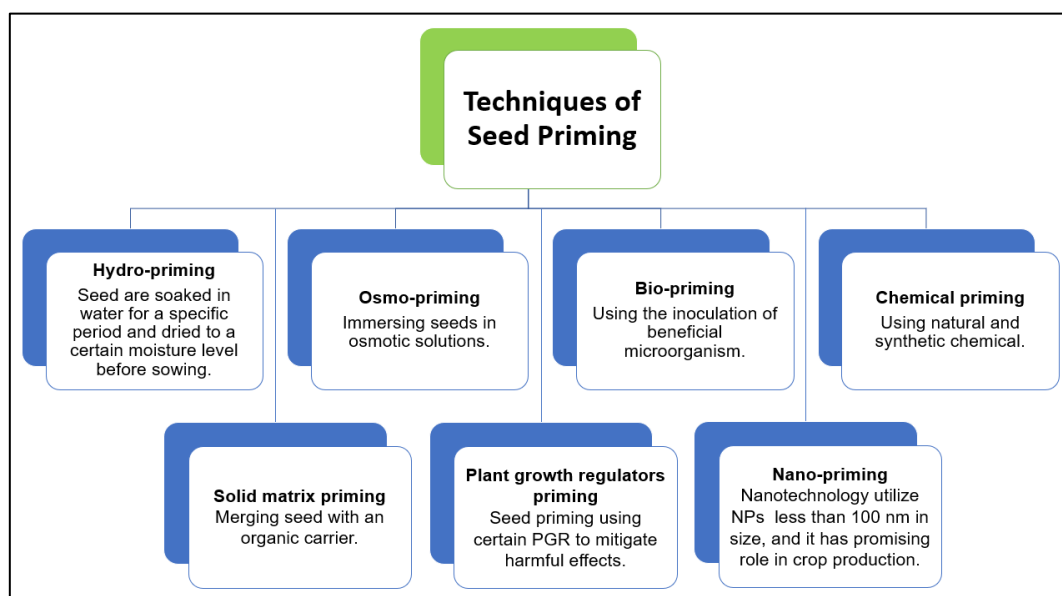 Techniques of
Seed Priming
Hydro-priming
Seed are soaked in
water for a specific
period and dried to a
certain moisture level
before sowing.
Osmo-priming
Immersing seeds in
osmotic solutions.
Bio-priming
Using the inoculation of
beneficial
microorganism.
Chemical priming
Using natural and
synthetic chemical.
Solid matrix priming
Merging seed with an
organic carrier.
Plant growth regulators
priming
Seed priming using
certain PGR to mitigate
harmful effects.
Nano-priming
Nanotechnology utilize
NPs less than 100 nm in
size, and it has promising
role in crop production.